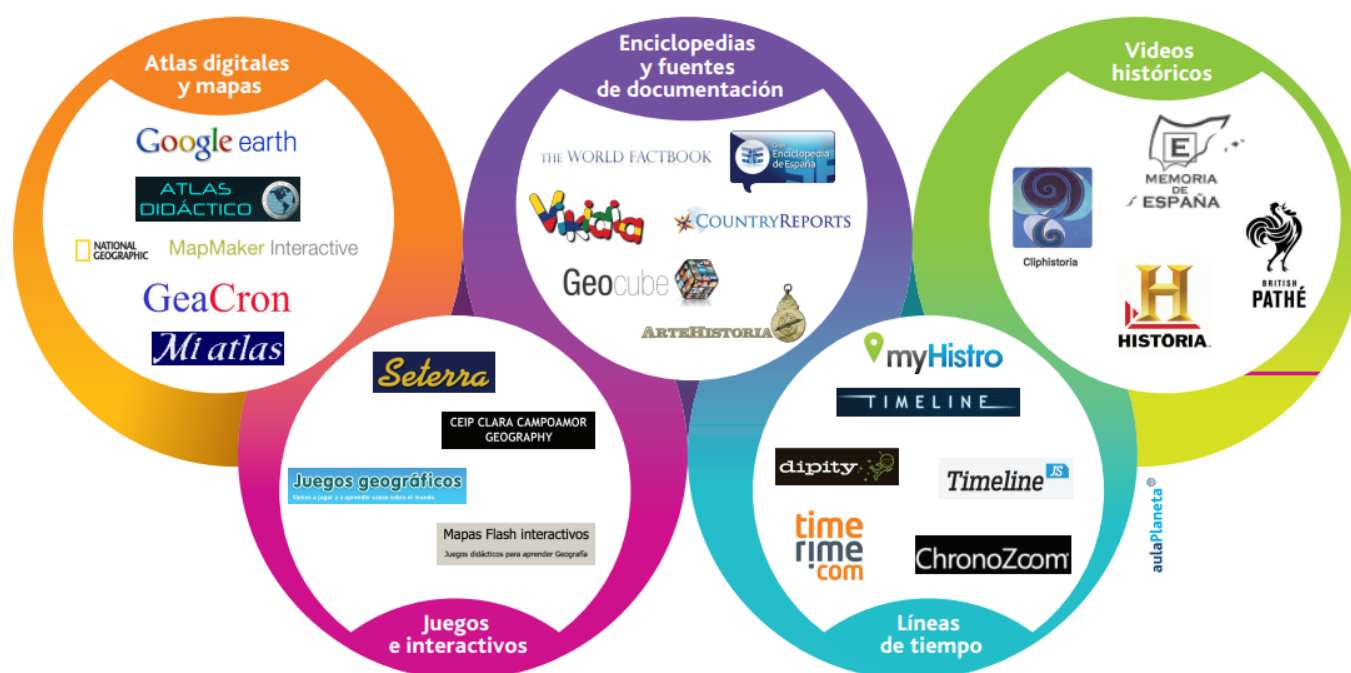 Atlas digitales
y mapas
Google earth
ATLAS
DIDÁCTICO
NATIONAL
GEOGRAPHIC
MapMaker Interactive
GeaCron
Mi atlas
Enciclopedias
y fuentes
de documentación
THE WORLD FACTBOOK
Gran
Enciclopedia
de España
Vikidia
COUNTRYREPORTS
Geocube
ARTEHISTORIA
Videos
históricos
Cliphistoria
E
MEMORIA
DE
ESPAÑA
H
HISTORIA
BRITISH
PATHÉ
Seterra
CEIP CLARA CAMPOAMOR
GEOGRAPHY
Juegos geográficos
Vamos a jugar y a aprender cosas sobre el mundo.
Mapas Flash interactivos
Juegos didácticos para aprender Geografía
Juegos
e interactivos
myHistro
TIMELINE
dipity
Timeline JS
time
rime
.com
ChronoZoom
Líneas
de tiempo
aulaPlaneta®